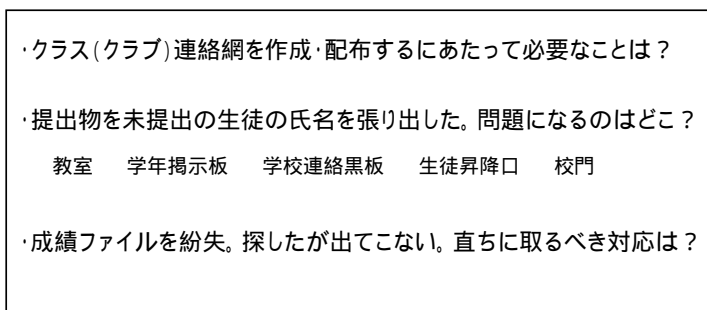 ･クラス(クラブ)連絡網を作成･配布するにあたって必要なことは？
･提出物を未提出の生徒の氏名を張り出した。問題になるのはどこ？
教室　学年掲示板　学校連絡黒板　生徒昇降口　校門
･成績ファイルを紛失。探したが出てこない。直ちに取るべき対応は？